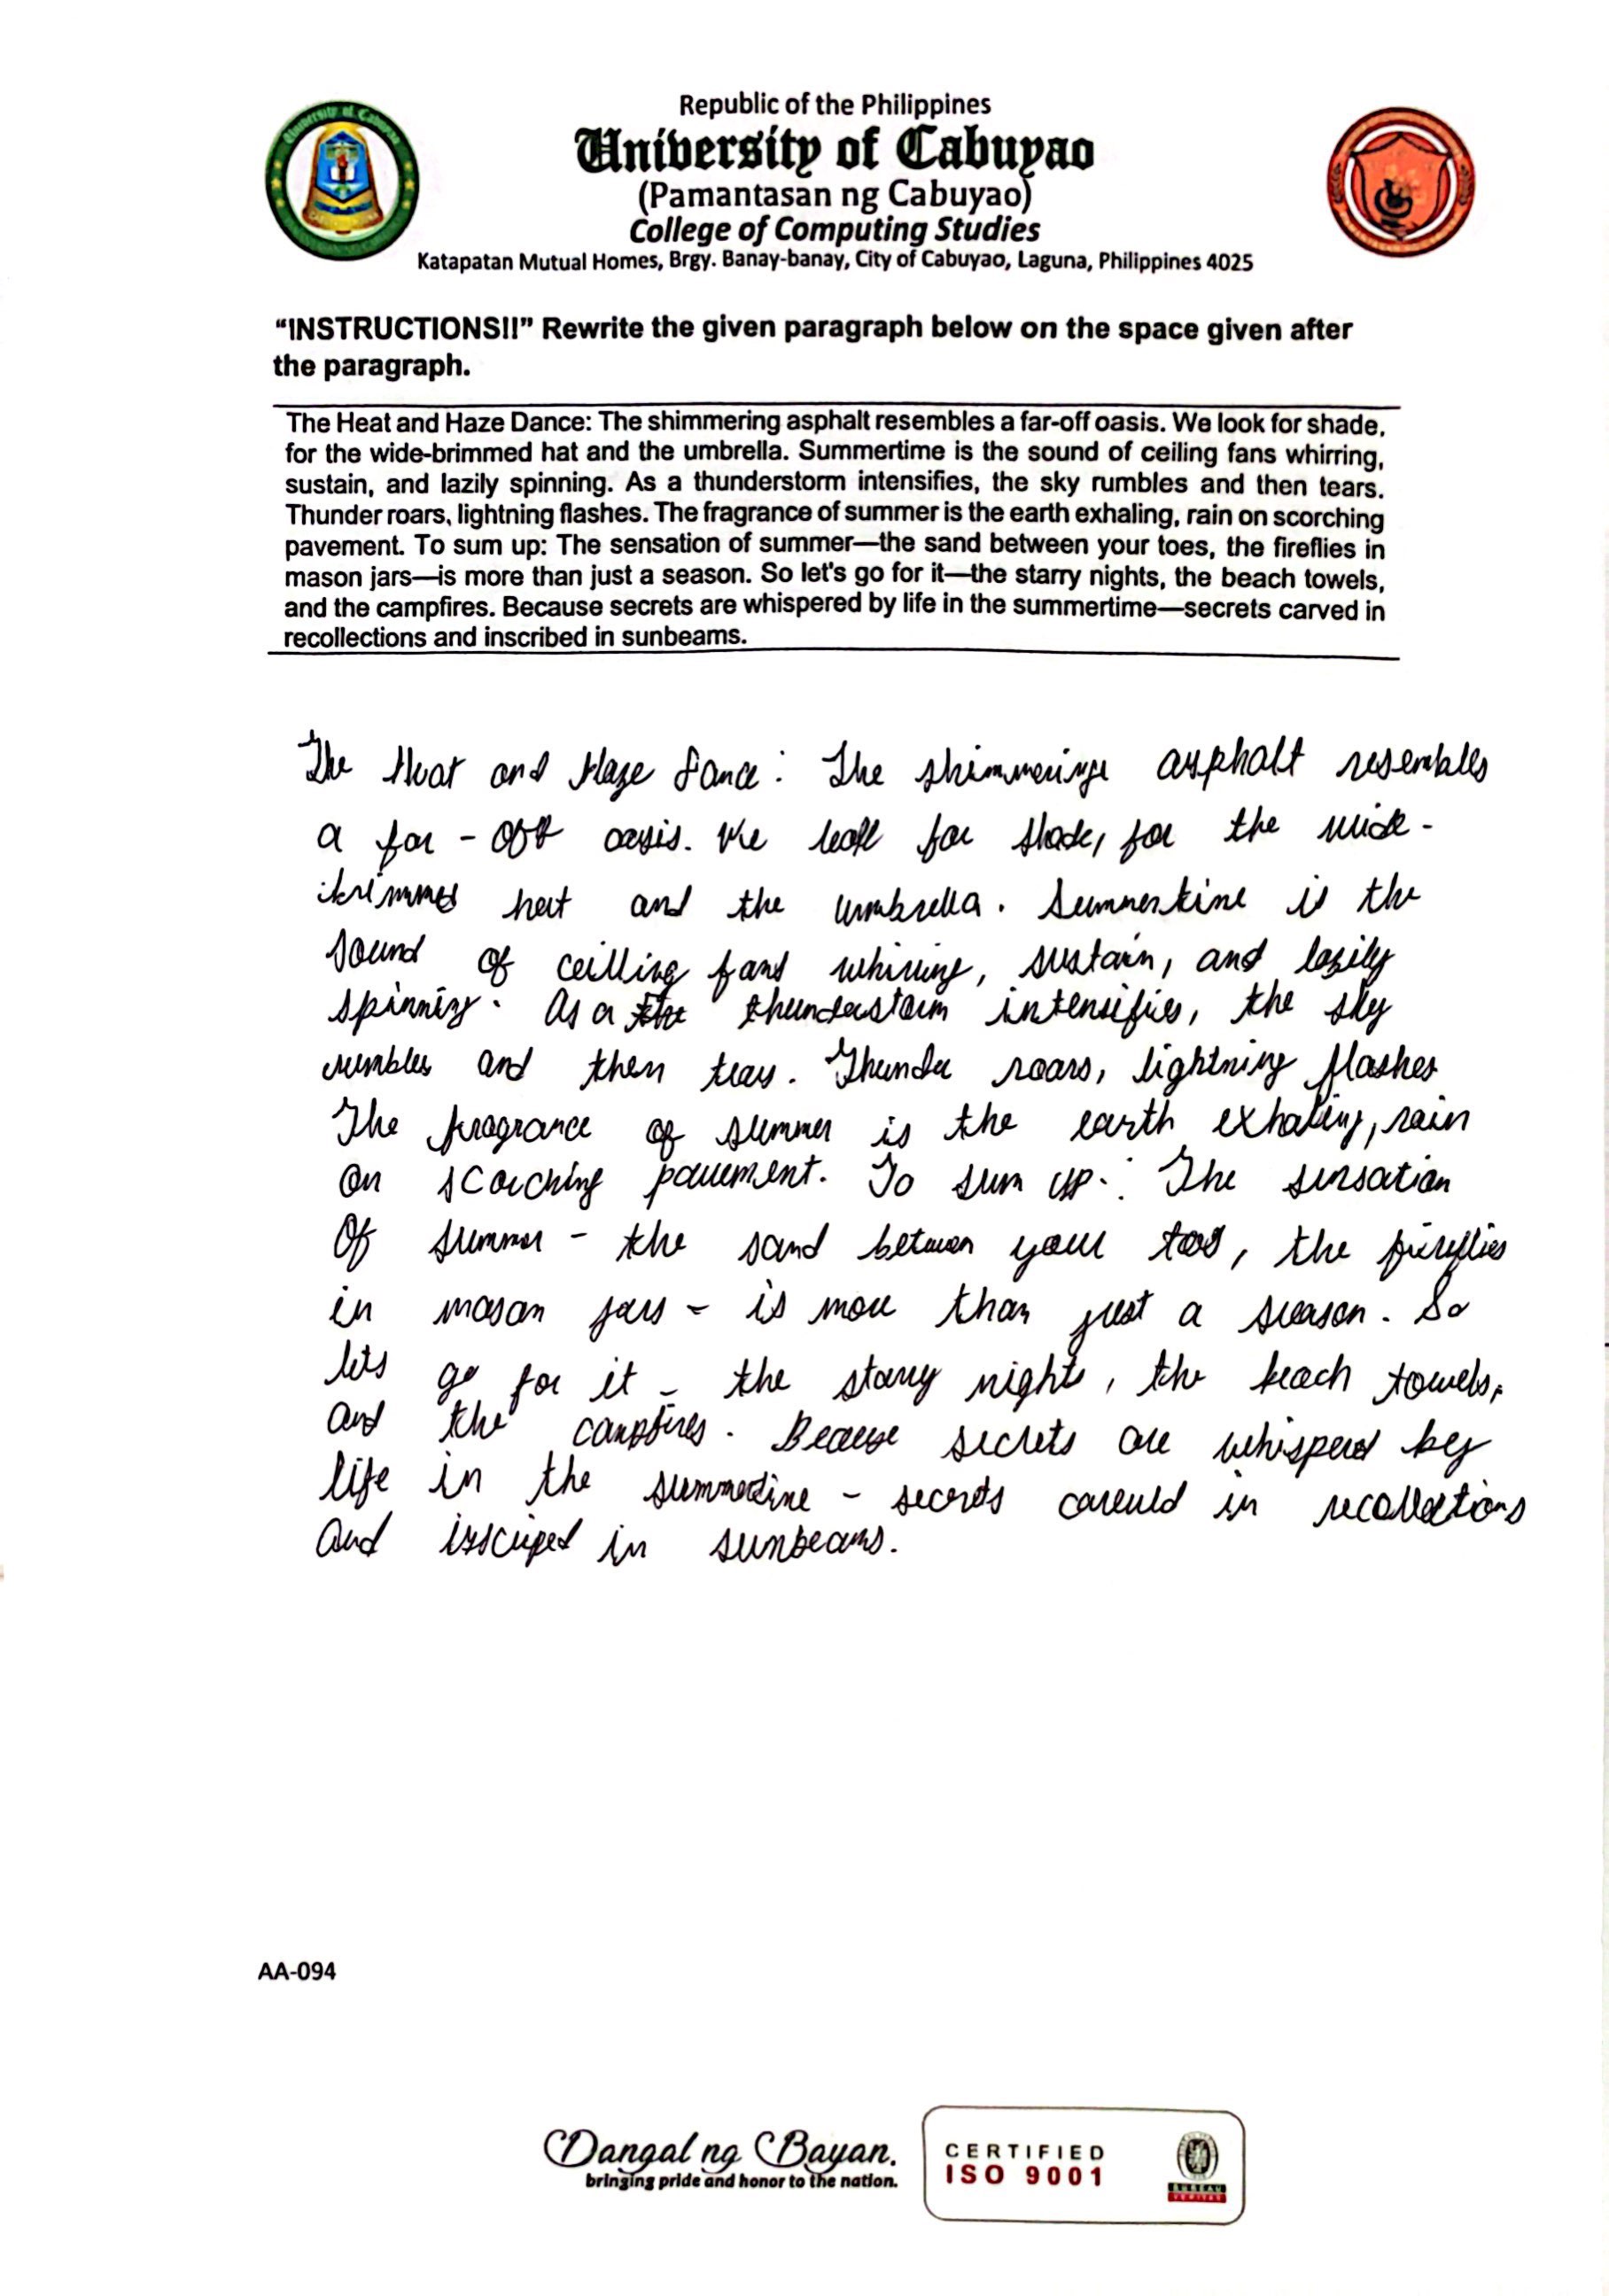 Republic of the Philippines
University of Cabuyao
(Pamantasan ng Cabuyao)
College of Computing Studies
Katapatan Mutual Homes, Brgy. Banay-banay, City of Cabuyao, Laguna, Philippines 4025
“INSTRUCTIONS!!” Rewrite the given paragraph below on the space given after
the paragraph.
The Heat and Haze Dance: The shimmering asphalt resembles a far-off oasis. We look for shade,
for the wide-brimmed hat and the umbrella. Summertime is the sound of ceiling fans whirring,
sustain, and lazily spinning. As a thunderstorm intensifies, the sky rumbles and then tears.
Thunder roars, lightning flashes. The fragrance of summer is the earth exhaling, rain on scorching
pavement. To sum up: The sensation of summer—the sand between your toes, the fireflies in
mason jars—is more than just a season. So let's go for it—the starry nights, the beach towels,
and the campfires. Because secrets are whispered by life in the summertime—secrets carved in
recollections and inscribed in sunbeams.
The Heat and Haze Dance: The shimmering asphalt resembles
a far - off oasis. We look for shade, for the wide -
brimmed hat and the umbrella. Summertime is the
sound of ceilling fans whirring, sustain, and lazily
spinning. As a thunderstorm intensifies, the sky
rumbles and then tears. Thunder roars, lightning flashes
The fragrance of summer is the earth exhaling, rain
on scorching pavement. To sum up: The sensation
Of summer - the sand between your toes, the fireflies
in mason jars - is more than just a season. So
lets go for it - the starry nights, the beach towels,
and the campfires. Because secrets are whispered by
life in the summertime - secrets in recollections
and in sunbeams.
AA-094
Dangal ng Bayan.
bringing pride and honor to the nation.
CERTIFIED
ISO 9001
BUREAU
VERITAS